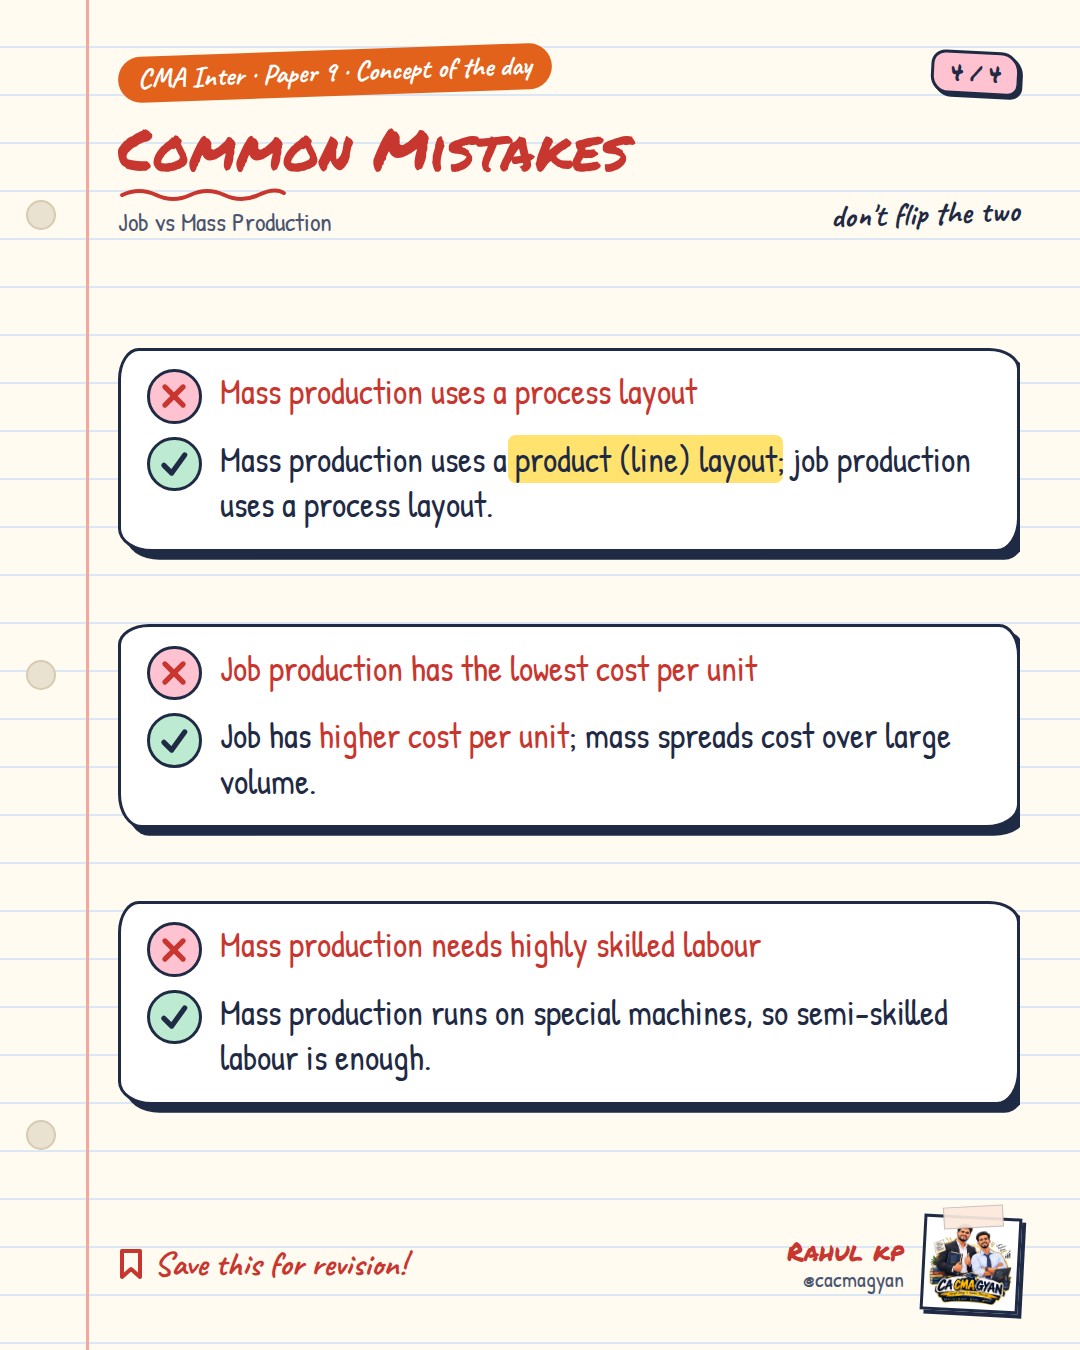 CMA Inter · Paper 9 · Concept of the day
4 / 4
Common Mistakes
Job vs Mass Production
don't flip the two
Mass production uses a process layout
Mass production uses a product (line) layout; job production
uses a process layout.
Job production has the lowest cost per unit
Job has higher cost per unit; mass spreads cost over large
volume.
Mass production needs highly skilled labour
Mass production runs on special machines, so semi-skilled
labour is enough.
Save this for revision!
Rahul KP
@cacmagyan
CA CMA GYAN